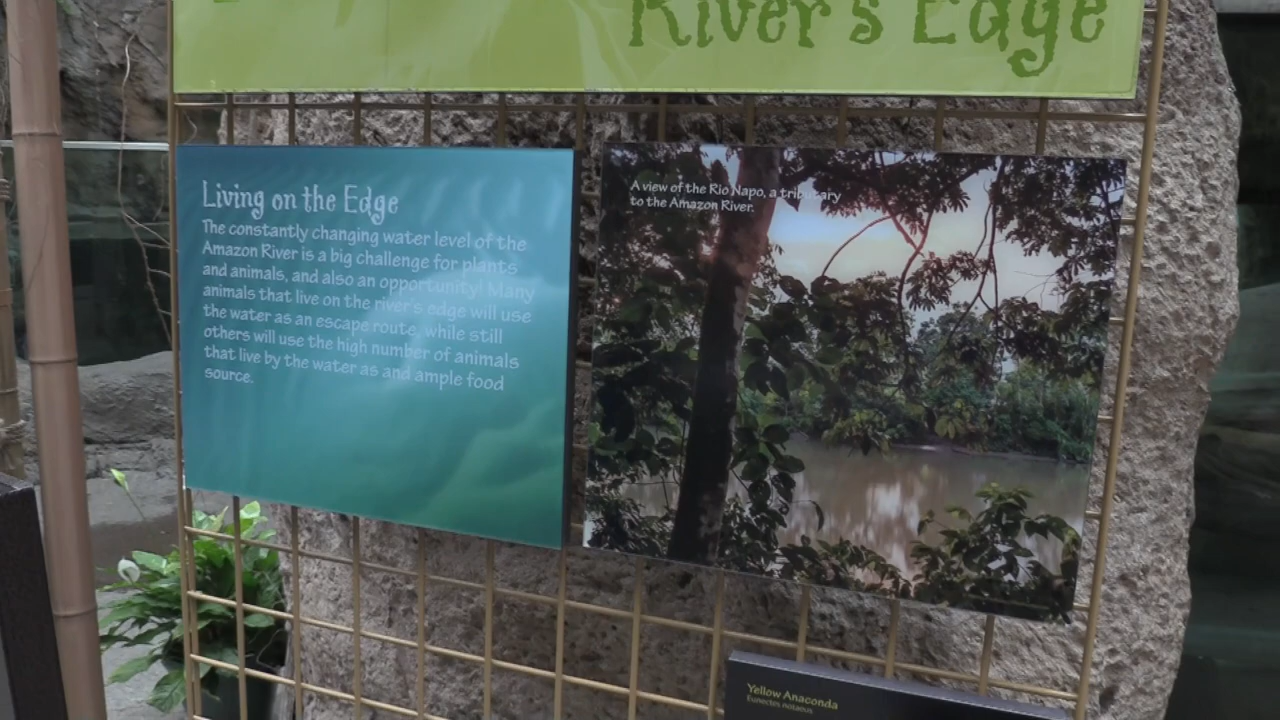 River's Edge
Living on the Edge
The constantly changing water level of the
Amazon River is a big challenge for plants
and animals, and also an opportunity! Many
animals that live on the river's edge will use
the water as an escape route, while still
others will use the high number of animals
that live by the water as and ample food
source.
A view of the Rio Napo, a tributary
to the Amazon River.
Yellow Anaconda
Eunectes notaeus